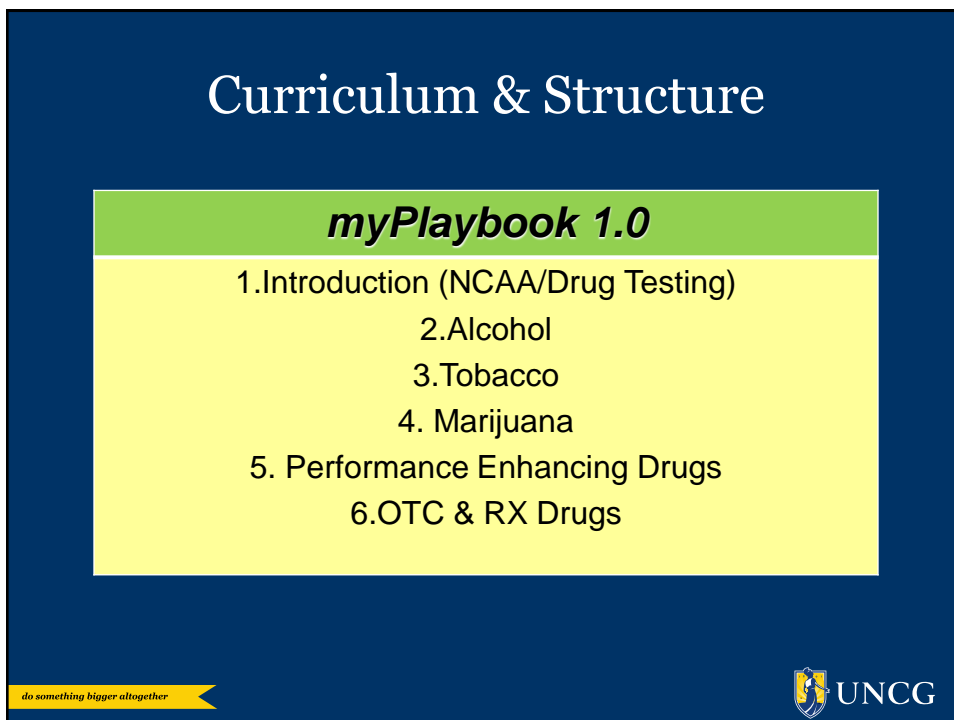 Curriculum & Structure
myPlaybook 1.0
1.Introduction (NCAA/Drug Testing)
2.Alcohol
3.Tobacco
4. Marijuana
5. Performance Enhancing Drugs
6.OTC & RX Drugs
do something bigger altogether
UNCG